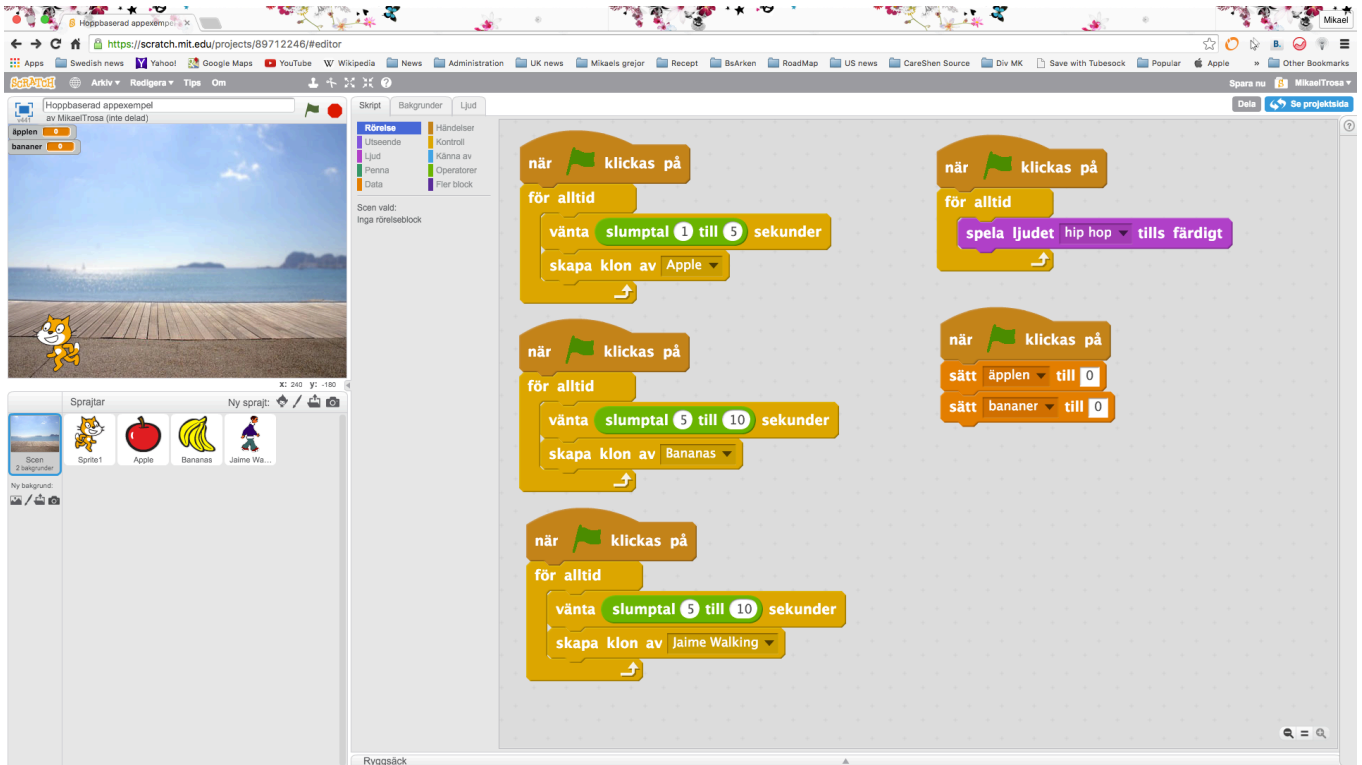 Hoppbaserad appexempel
Mikael
https://scratch.mit.edu/projects/89712246/#editor
Apps Swedish news Yahoo! Google Maps YouTube Wikipedia News Administration UK news Mikaels grejor Recept BsArken RoadMap US news CareShen Source Div MK Save with Tubesock Popular Apple » Other Bookmarks
SCRATCH Arkiv Redigera Tips Om Spara nu MikaelTrosa
Hoppbaserad appexempel
av MikaelTrosa (inte delad)
v441
Skript Bakgrunder Ljud
Dela Se projektsida
äpplen 0
bananer 0
Rörelse Händelser
Utseende Kontroll
Ljud Känna av
Penna Operatorer
Data Fler block
Scen vald:
Inga rörelseblock
X: 240 y: -180
Sprajtar Ny sprajt:
Scen
2 bakgrunder
Sprite1 Apple Bananas Jaime Wa...
Ny bakgrund:
när klickas på
för alltid
vänta slumptal 1 till 5 sekunder
skapa klon av Apple
när klickas på
för alltid
vänta slumptal 5 till 10 sekunder
skapa klon av Bananas
när klickas på
för alltid
vänta slumptal 5 till 10 sekunder
skapa klon av Jaime Walking
när klickas på
för alltid
spela ljudet hip hop tills färdigt
när klickas på
sätt äpplen till 0
sätt bananer till 0
Ryggsäck